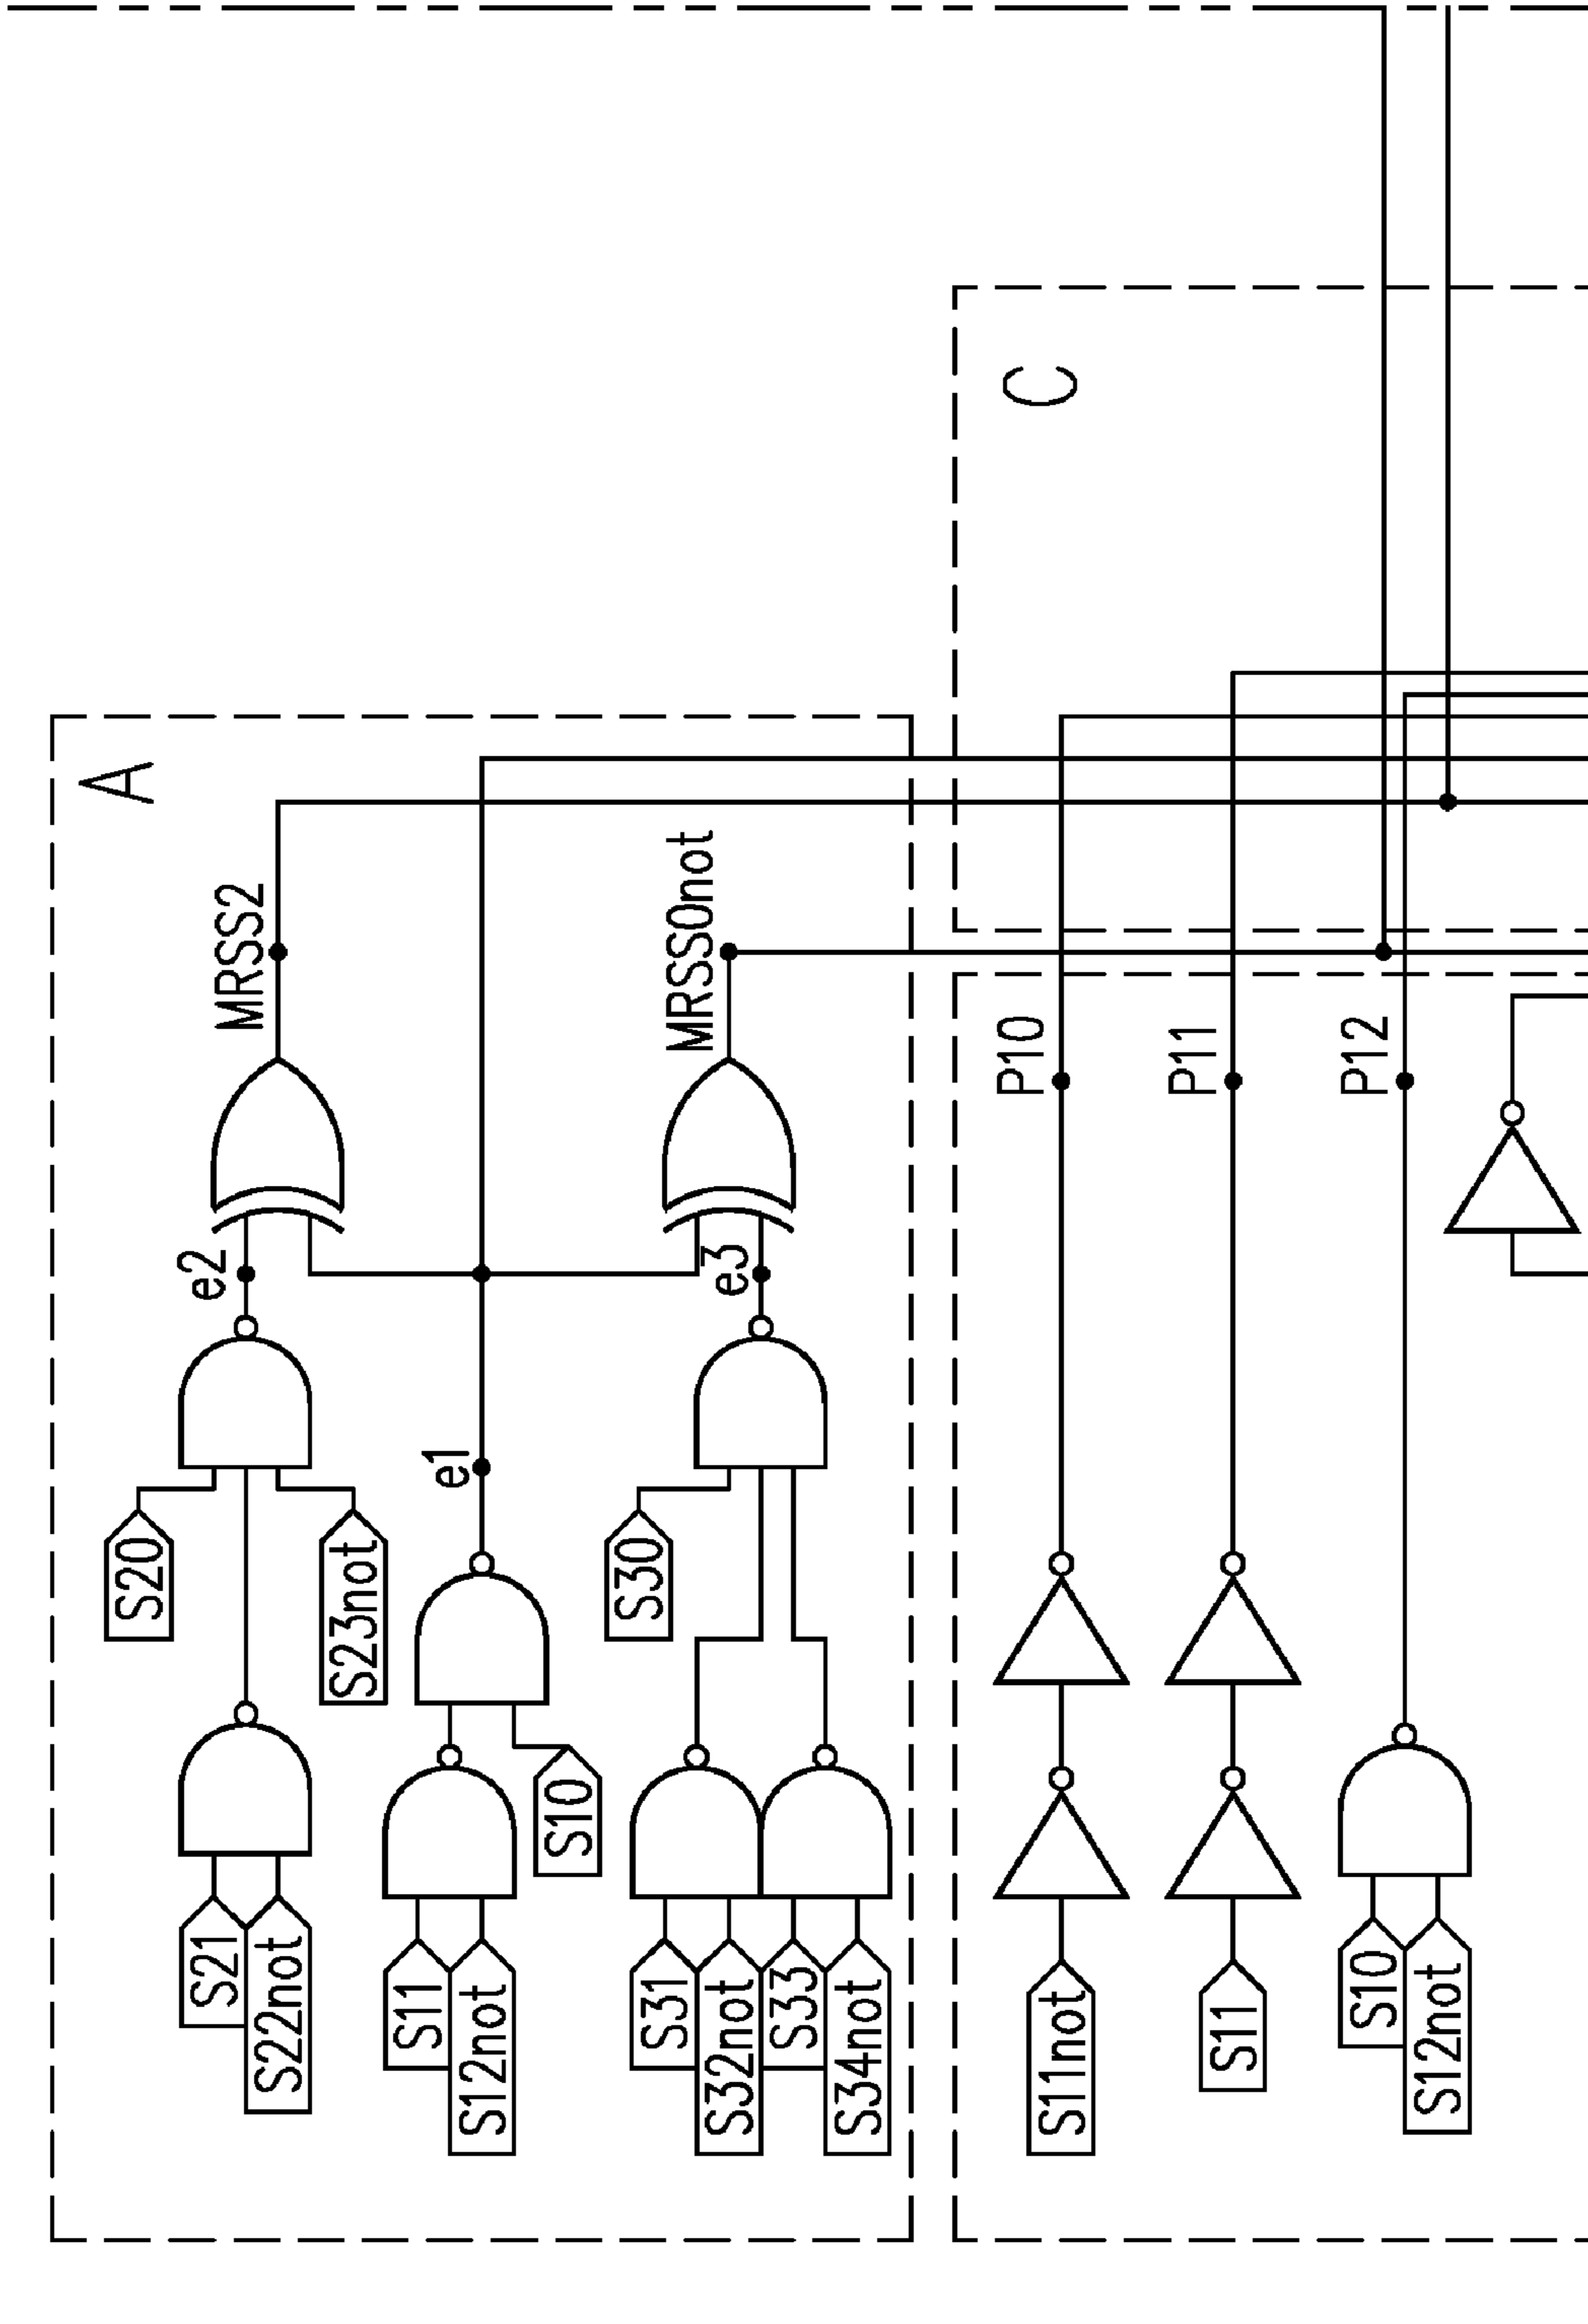 A
S21
S22not
S20
S23not
e2
MRSS2
S11
S12not
S10
e1
S31
S32not
S33
S34not
S30
e3
MRSS0not
C
S11not
P10
S11
P11
S10
S12not
P12